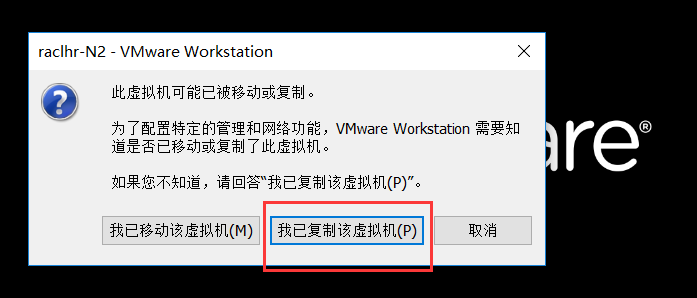 raclhr-N2 - VMware Workstation
此虚拟机可能已被移动或复制。
为了配置特定的管理和网络功能，VMware Workstation 需要知
道是否已移动或复制了此虚拟机。
如果您不知道，请回答“我已复制该虚拟机(P)”。
我已移动该虚拟机(M) 我已复制该虚拟机(P) 取消
are®